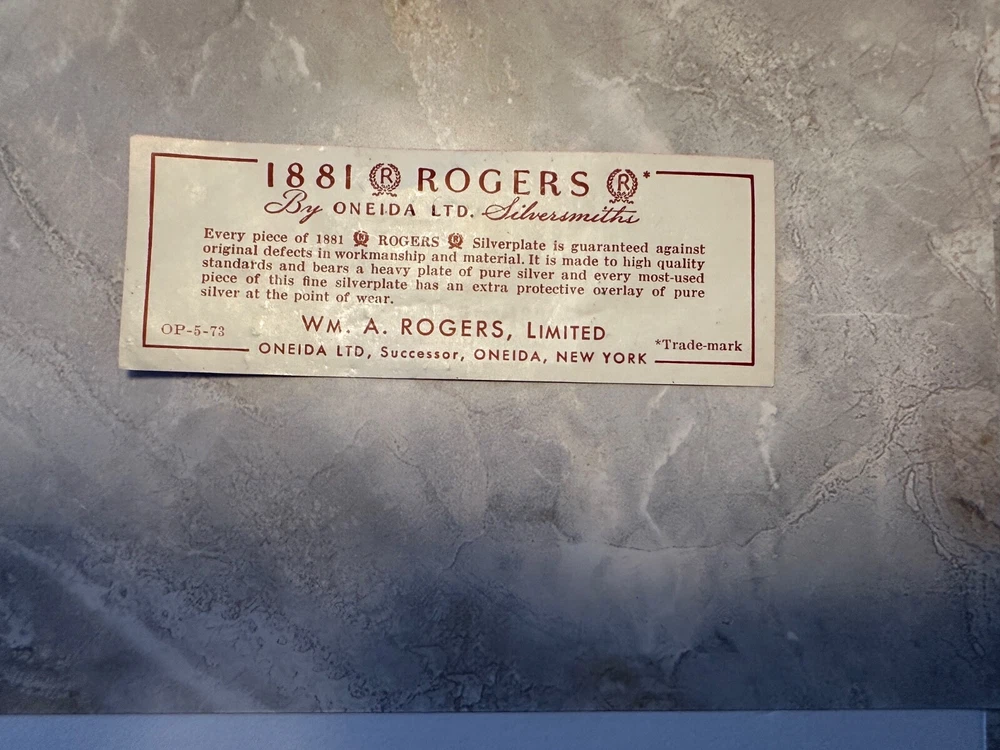 1881 (R) ROGERS (R)*
By ONEIDA LTD. Silversmiths
Every piece of 1881 (R) ROGERS (R) Silverplate is guaranteed against
original defects in workmanship and material. It is made to high quality
standards and bears a heavy plate of pure silver and every most-used
piece of this fine silverplate has an extra protective overlay of pure
silver at the point of wear.
WM. A. ROGERS, LIMITED
OP-5-73
*Trade-mark
ONEIDA LTD, Successor, ONEIDA, NEW YORK